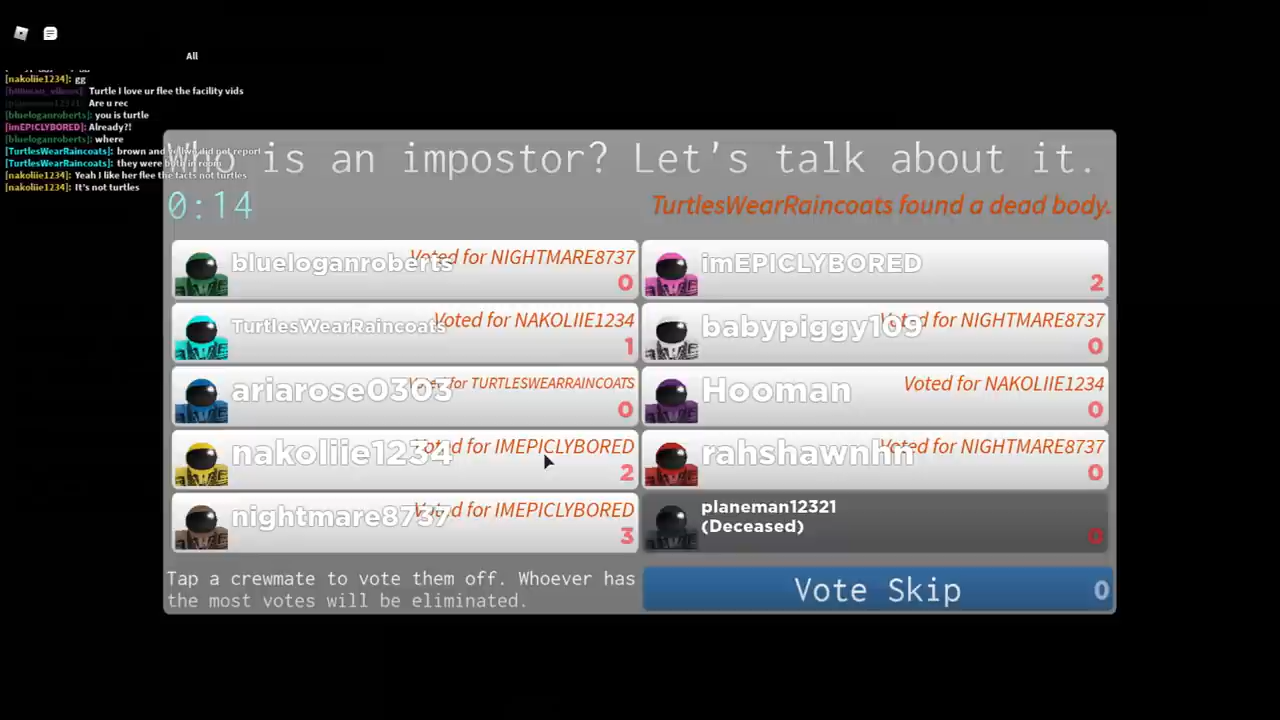 All
[nakoliie1234]: gg
Turtle I love ur flee the facility vids
Are u rec
[blueloganroberts]: you is turtle
[imEPICLYBORED]: Already?!
[blueloganroberts]: where
[TurtlesWearRaincoats]: brown and yellow did not report
[TurtlesWearRaincoats]: they were both in room
[nakoliie1234]: Yeah I like her flee the facts not turtles
[nakoliie1234]: It's not turtles
Who is an impostor? Let's talk about it.
0:14
TurtlesWearRaincoats found a dead body.
blueloganroberts
Voted for NIGHTMARE8737
0
imEPICLYBORED
2
TurtlesWearRaincoats
Voted for NAKOLIIE1234
1
babypiggy109
Voted for NIGHTMARE8737
0
ariarose0303
Voted for TURTLESWEARRAINCOATS
0
Hooman
Voted for NAKOLIIE1234
0
nakoliie1234
Voted for IMEPICLYBORED
2
Voted for NIGHTMARE8737
0
nightmare8737
Voted for IMEPICLYBORED
3
planeman12321
(Deceased)
0
Tap a crewmate to vote them off. Whoever has
the most votes will be eliminated.
Vote Skip
0